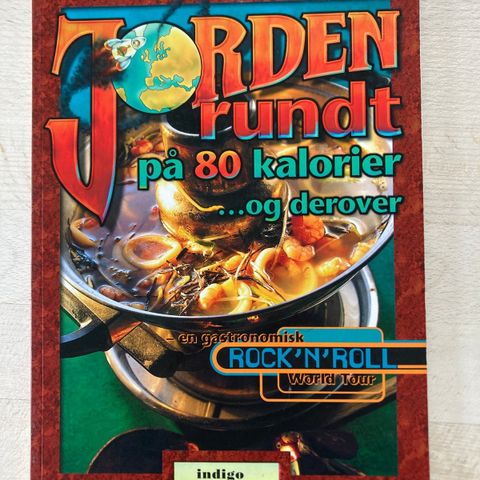 JORDEN
rundt
på 80 kalorier
...og derover
en gastronomisk
ROCK'N'ROLL
World Tour
indigo